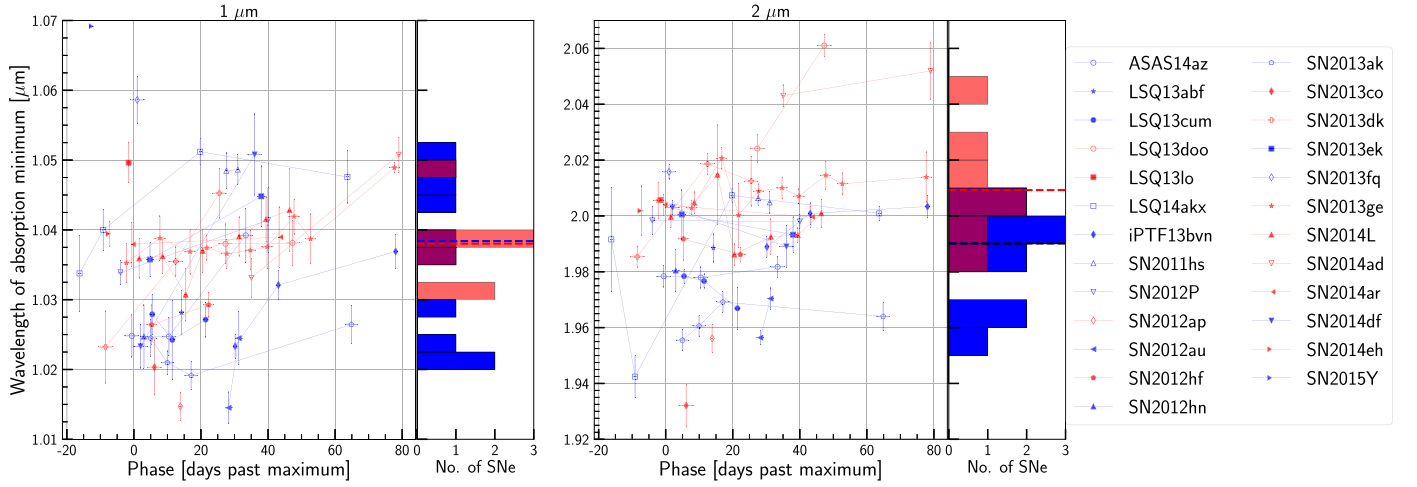 1 μm
2 μm
Wavelength of absorption minimum [μm]
1.07
1.06
1.05
1.04
1.03
1.02
1.01
-20
0
20
40
60
80
Phase [days past maximum]
0
1
2
3
No. of SNe
2.06
2.04
2.02
2.0
1.98
1.96
1.94
1.92
-20
0
20
40
60
80
Phase [days past maximum]
0
1
2
3
No. of SNe
ASAS14az
LSQ13abf
LSQ13cum
LSQ13doo
LSQ13lo
LSQ14akx
iPTF13bvn
SN2011hs
SN2012P
SN2012ap
SN2012au
SN2012hf
SN2012hn
SN2013ak
SN2013co
SN2013dk
SN2013ek
SN2013fq
SN2013ge
SN2014L
SN2014ad
SN2014ar
SN2014df
SN2014eh
SN2015Y